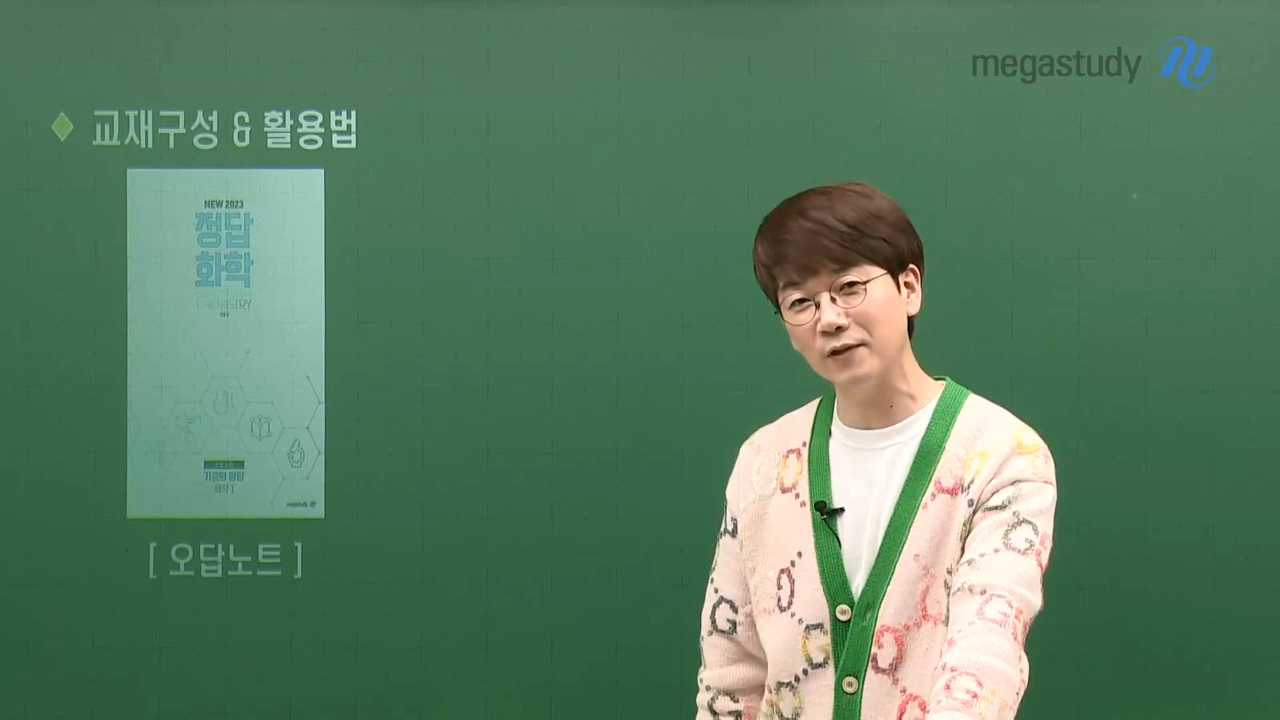 megastudy
교재구성 & 활용법
NEW 2023
정답
화학
CHEMISTRY
기출의 정답
화학 I
megastudy
[ 오답노트 ]